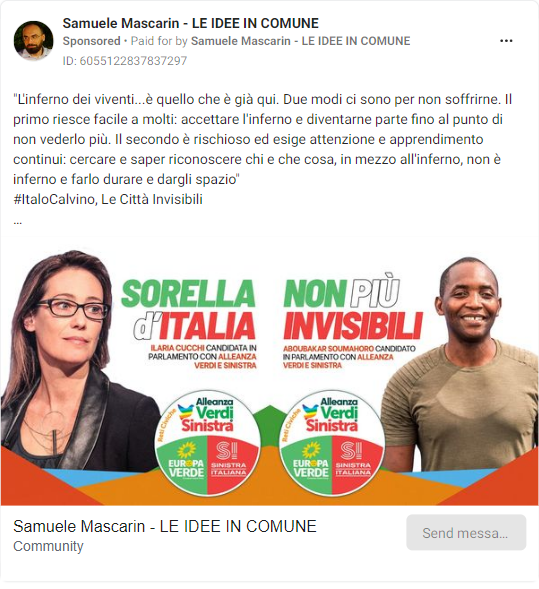 Samuele Mascarin - LE IDEE IN COMUNE
Sponsored • Paid for by Samuele Mascarin - LE IDEE IN COMUNE
ID: 6055122837837297
"L'inferno dei viventi...è quello che è già qui. Due modi ci sono per non soffrirne. Il
primo riesce facile a molti: accettare l'inferno e diventarne parte fino al punto di
non vederlo più. Il secondo è rischioso ed esige attenzione e apprendimento
continui: cercare e saper riconoscere chi e che cosa, in mezzo all'inferno, non è
inferno e farlo durare e dargli spazio"
#ItaloCalvino, Le Città Invisibili
...
SORELLA
d'ITALIA
ILARIA CUCCHI CANDIDATA IN
PARLAMENTO CON ALLEANZA
VERDI E SINISTRA
NON PIÙ
INVISIBILI
ABOUBAKAR SOUMAHORO CANDIDATO
IN PARLAMENTO CON ALLEANZA
VERDI E SINISTRA
Reti Civiche
Alleanza
Verdi
Sinistra
EUROPA
VERDE
S!
SINISTRA
ITALIANA
Reti Civiche
Alleanza
Verdi
Sinistra
EUROPA
VERDE
S!
SINISTRA
ITALIANA
Samuele Mascarin - LE IDEE IN COMUNE
Community
Send messa...